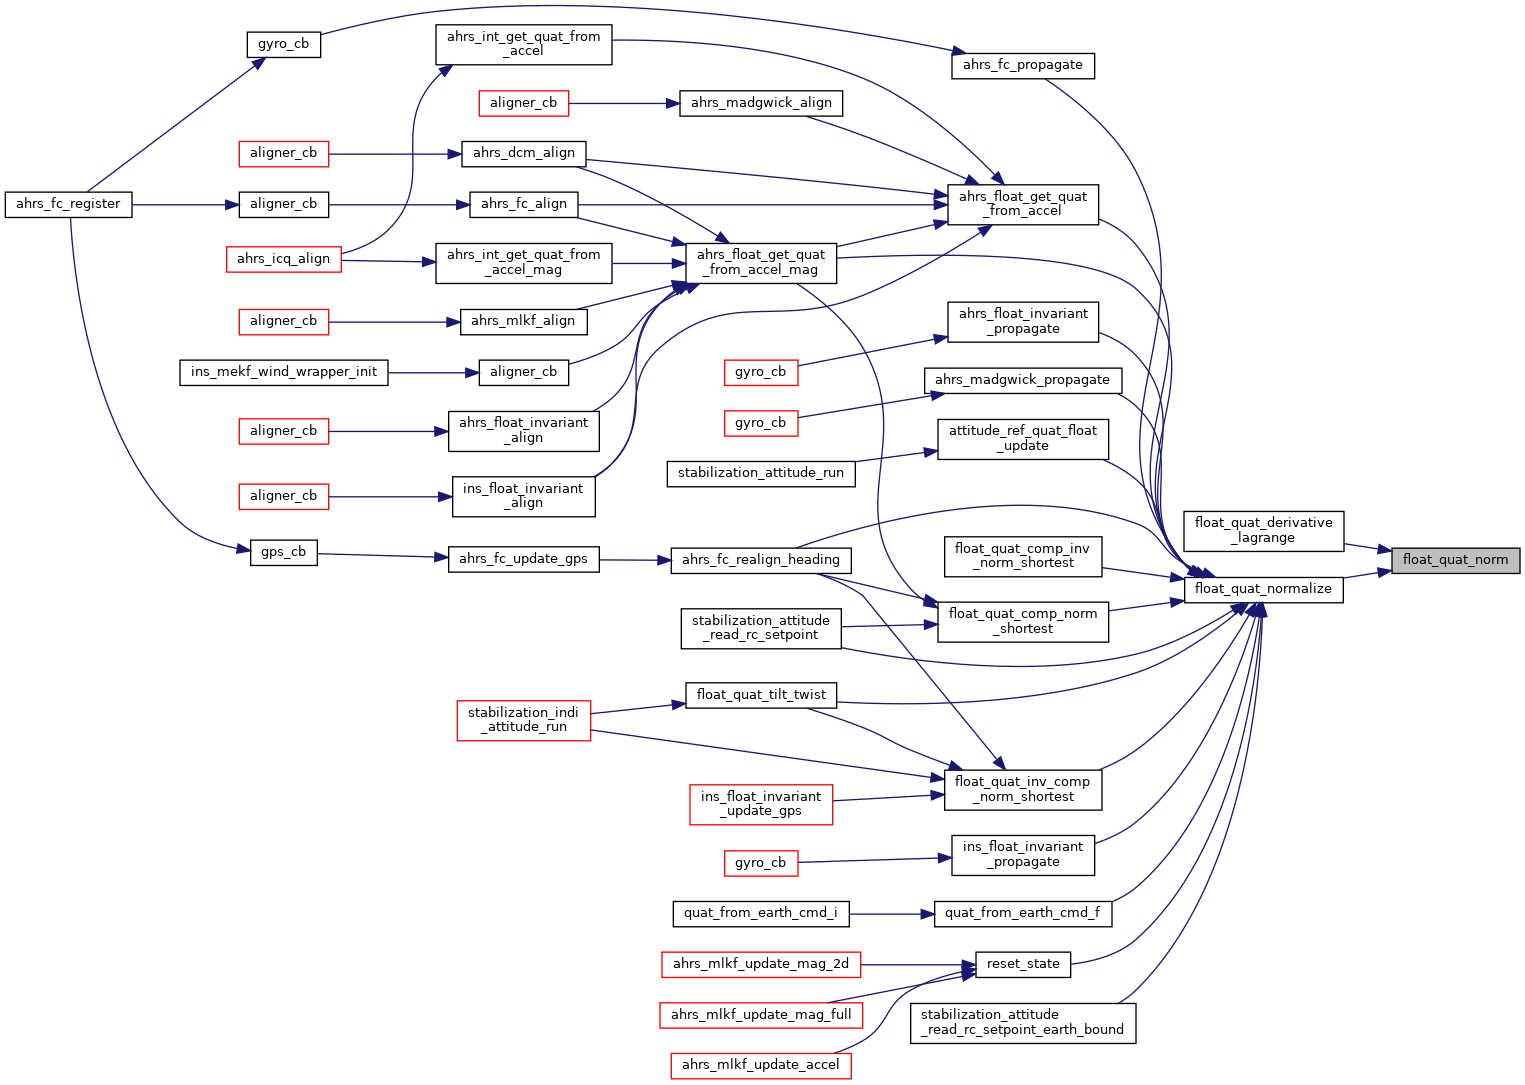 gyro_cb
ahrs_int_get_quat_from
_accel
ahrs_fc_propagate
aligner_cb
ahrs_madgwick_align
aligner_cb
ahrs_dcm_align
ahrs_fc_register
aligner_cb
ahrs_fc_align
ahrs_float_get_quat
_from_accel
ahrs_icq_align
ahrs_int_get_quat_from
_accel_mag
ahrs_float_get_quat
_from_accel_mag
aligner_cb
ahrs_mlkf_align
ahrs_float_invariant
_propagate
ins_mekf_wind_wrapper_init
aligner_cb
gyro_cb
ahrs_madgwick_propagate
aligner_cb
ahrs_float_invariant
_align
gyro_cb
attitude_ref_quat_float
_update
stabilization_attitude_run
aligner_cb
ins_float_invariant
_align
float_quat_derivative
_lagrange
gps_cb
ahrs_fc_update_gps
ahrs_fc_realign_heading
float_quat_comp_inv
_norm_shortest
float_quat_norm
float_quat_normalize
stabilization_attitude
_read_rc_setpoint
float_quat_comp_norm
_shortest
float_quat_tilt_twist
stabilization_indi
_attitude_run
float_quat_inv_comp
_norm_shortest
ins_float_invariant
_update_gps
gyro_cb
ins_float_invariant
_propagate
quat_from_earth_cmd_i
quat_from_earth_cmd_f
ahrs_mlkf_update_mag_2d
reset_state
ahrs_mlkf_update_mag_full
stabilization_attitude
_read_rc_setpoint_earth_bound
ahrs_mlkf_update_accel